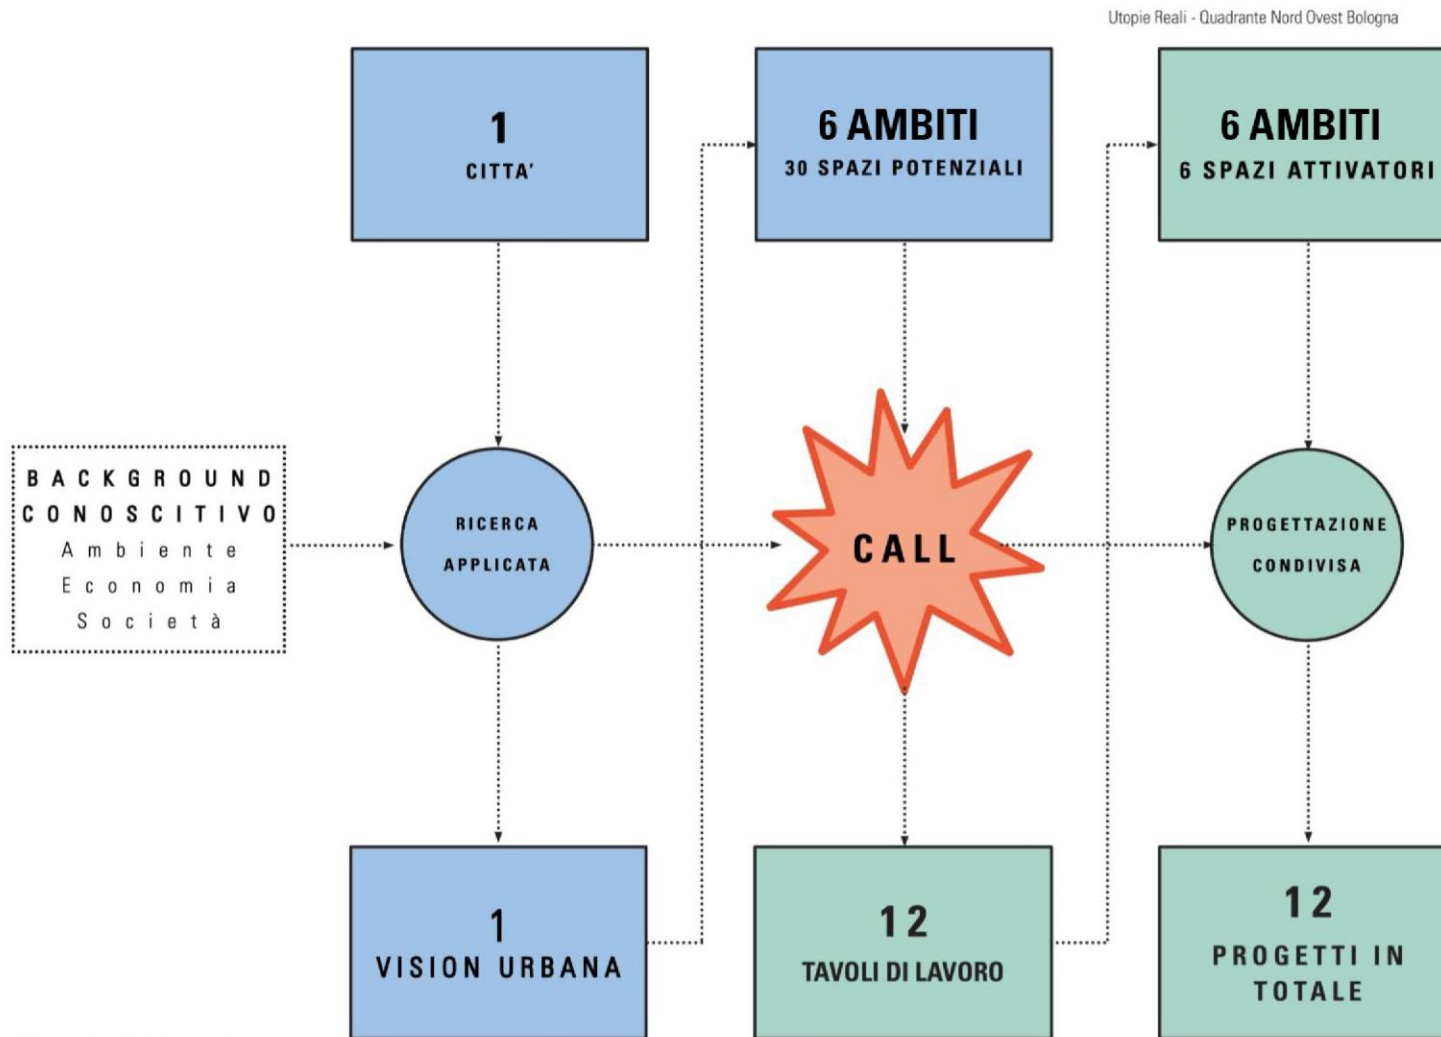 Utopie Reali - Quadrante Nord Ovest Bologna
1
CITTA'
6 AMBITI
30 SPAZI POTENZIALI
6 AMBITI
6 SPAZI ATTIVATORI
BACKGROUND
CONOSCITIVO
Ambiente
Economia
Società
RICERCA
APPLICATA
CALL
PROGETTAZIONE
CONDIVISA
1
VISION URBANA
12
TAVOLI DI LAVORO
12
PROGETTI IN
TOTALE